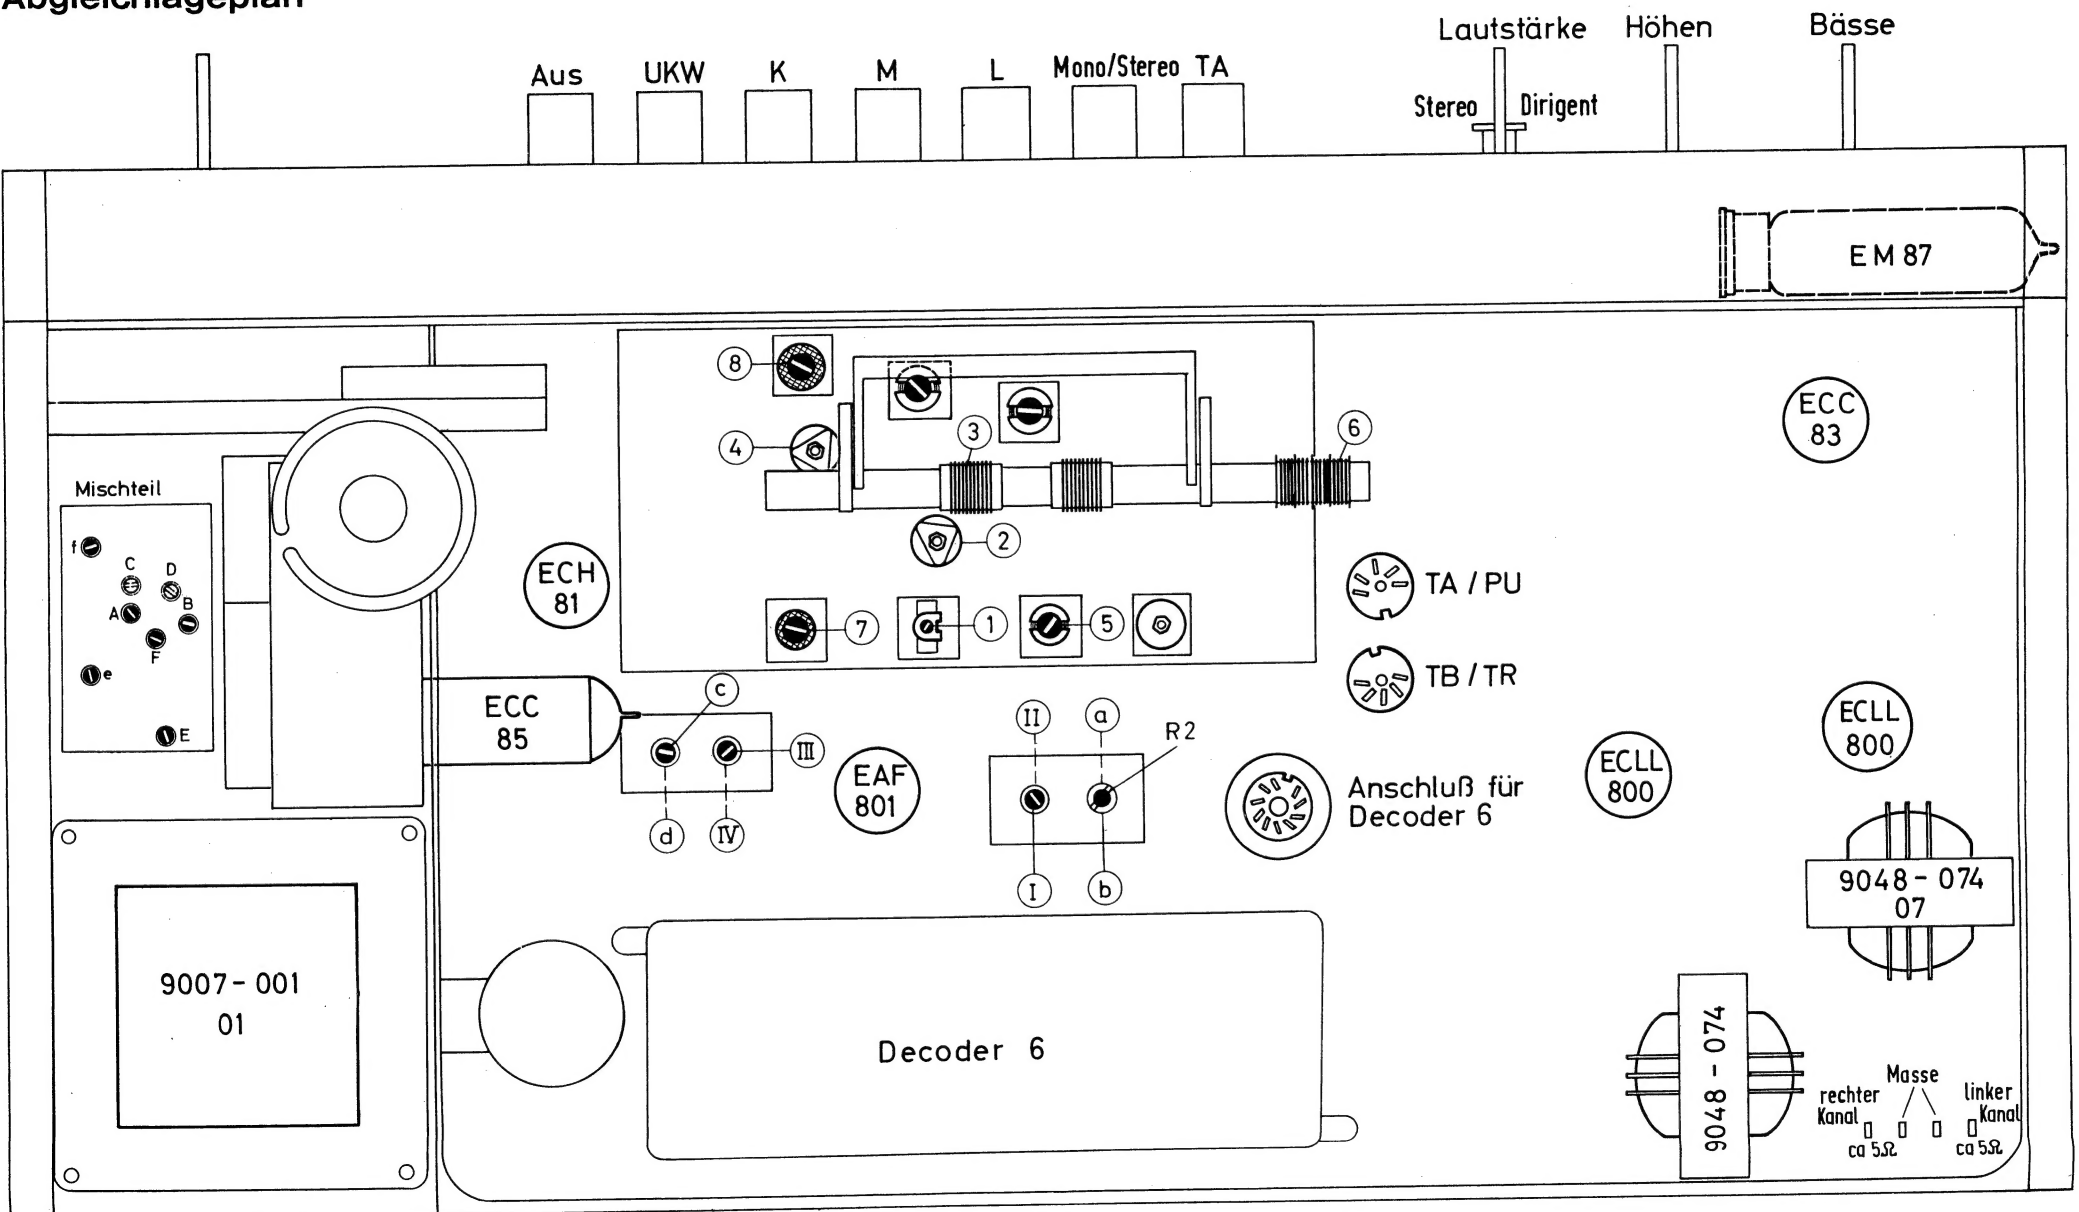 Abgleichlageplan
Lautstärke Höhen Bässe
Aus UKW K M L Mono/Stereo TA
Stereo Dirigent
EM 87
8
ECC
83
3
6
4
Mischteil
f
C
D
A
B
F
e
E
2
ECH
81
TA / PU
7
1
5
TB / TR
c
ECC
85
III
d
IV
EAF
801
II
a
R2
I
b
Anschluß für
Decoder 6
ECLL
800
ECLL
800
9048 - 074
07
9007 - 001
01
Decoder 6
9048 - 074
Masse
rechter
Kanal
linker
Kanal
ca 5Ω
ca 5Ω